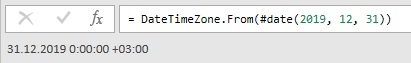 = DateTimeZone.From(#date(2019, 12, 31))
31.12.2019 0:00:00 +03:00